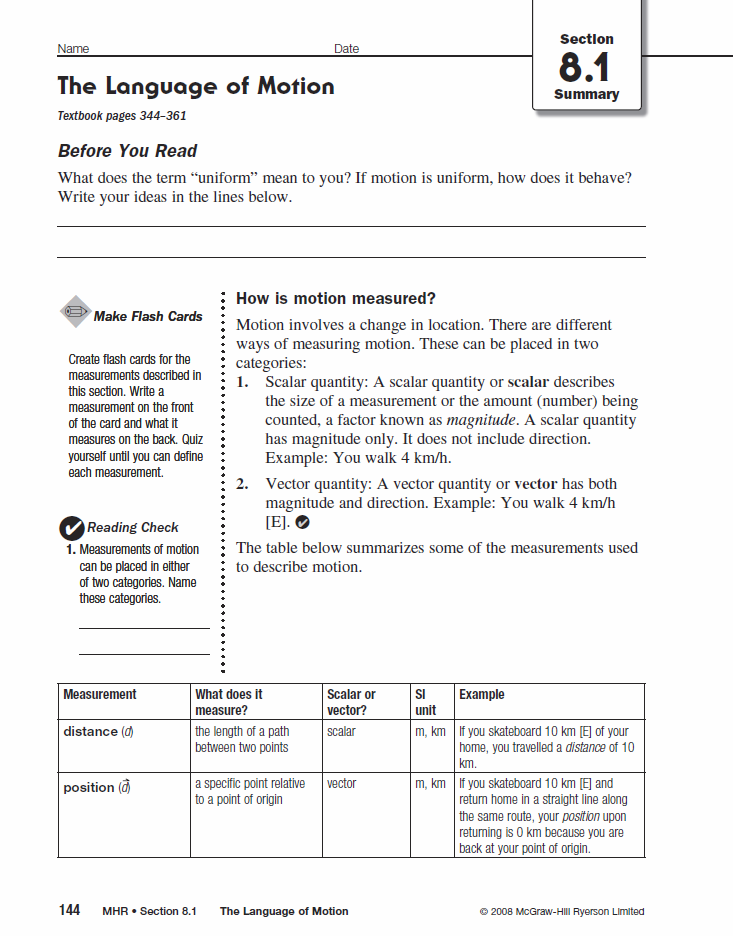 Name Date
Section
8.1
Summary
The Language of Motion
Textbook pages 344–361
Before You Read
What does the term “uniform” mean to you? If motion is uniform, how does it behave?
Write your ideas in the lines below.
Make Flash Cards
Create flash cards for the
measurements described in
this section. Write a
measurement on the front
of the card and what it
measures on the back. Quiz
yourself until you can define
each measurement.
Reading Check
1. Measurements of motion
can be placed in either
of two categories. Name
these categories.
How is motion measured?
Motion involves a change in location. There are different
ways of measuring motion. These can be placed in two
categories:
1. Scalar quantity: A scalar quantity or scalar describes
the size of a measurement or the amount (number) being
counted, a factor known as magnitude. A scalar quantity
has magnitude only. It does not include direction.
Example: You walk 4 km/h.
2. Vector quantity: A vector quantity or vector has both
magnitude and direction. Example: You walk 4 km/h
[E].
The table below summarizes some of the measurements used
to describe motion.
Measurement
What does it
measure?
Scalar or
vector?
SI
unit
Example
distance (d)
the length of a path
between two points
scalar
m, km
If you skateboard 10 km [E] of your
home, you travelled a distance of 10
km.
position (d⃗)
a specific point relative
to a point of origin
vector
m, km
If you skateboard 10 km [E] and
return home in a straight line along
the same route, your position upon
returning is 0 km because you are
back at your point of origin.
144 MHR • Section 8.1 The Language of Motion © 2008 McGraw-Hill Ryerson Limited